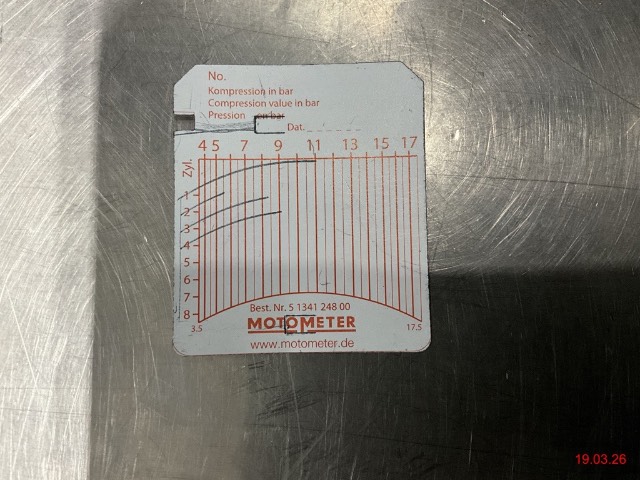 No.
Kompression in bar
Compression value in bar
Pression en bar
Dat.
4 5 7 9 11 13 15 17
Zyl.
1
2
3
4
5
6
7
8
3.5 17.5
Best. Nr. 5 1341 248 00
MOTOMETER
www.motometer.de
19.03.26